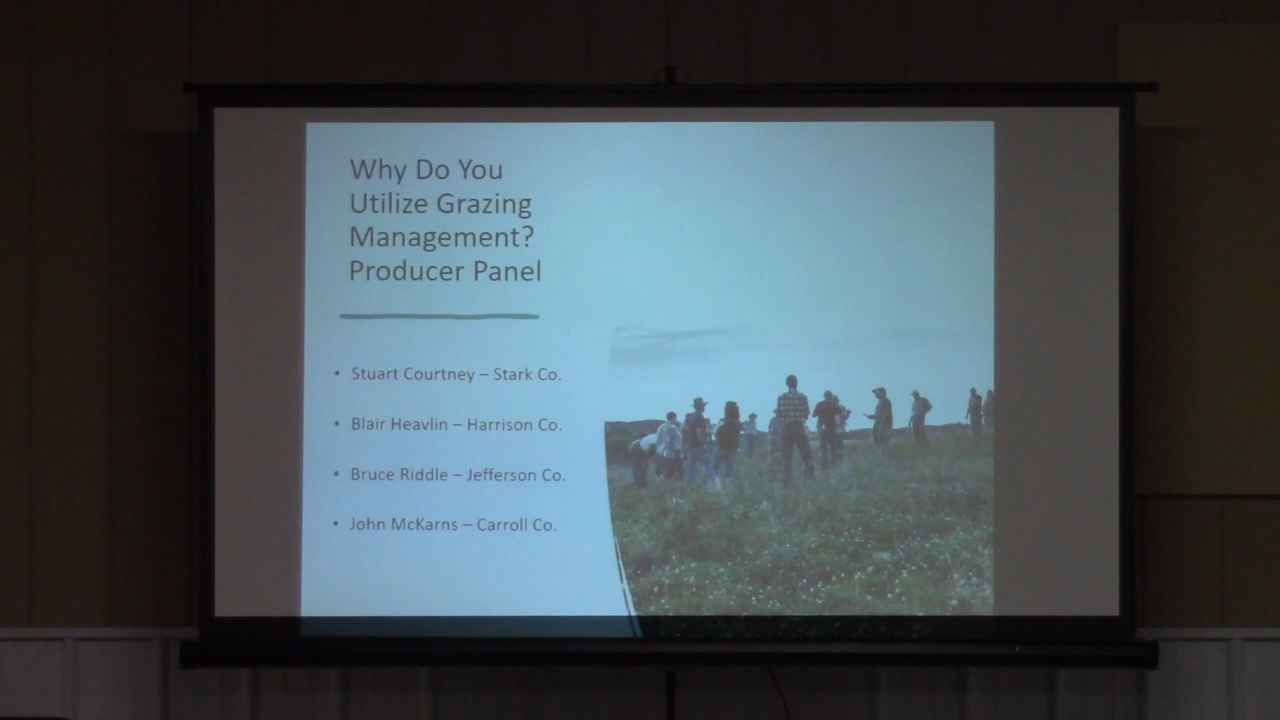 Why Do You
Utilize Grazing
Management?
Producer Panel
• Stuart Courtney – Stark Co.
• Blair Heavlin – Harrison Co.
• Bruce Riddle – Jefferson Co.
• John McKarns – Carroll Co.